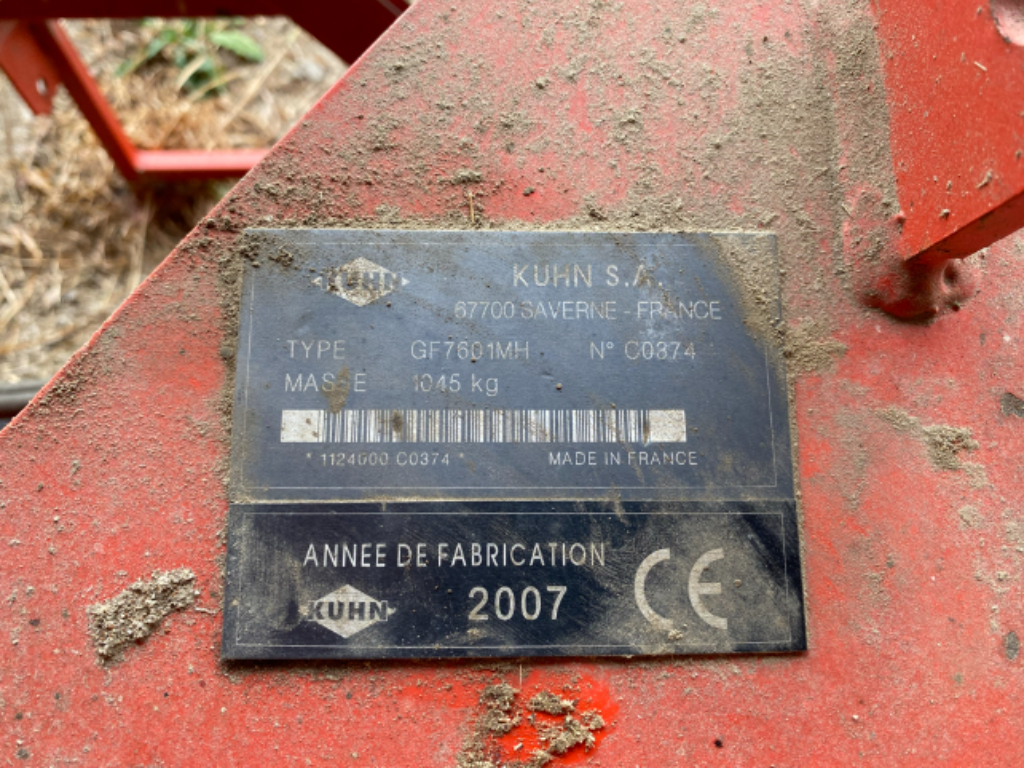 KUHN
KUHN S.A.
67700 SAVERNE - FRANCE
TYPE GF7601MH N° C0374
MASSE 1045 kg
* 1124000 C0374 *
MADE IN FRANCE
ANNEE DE FABRICATION
KUHN
2007
CE